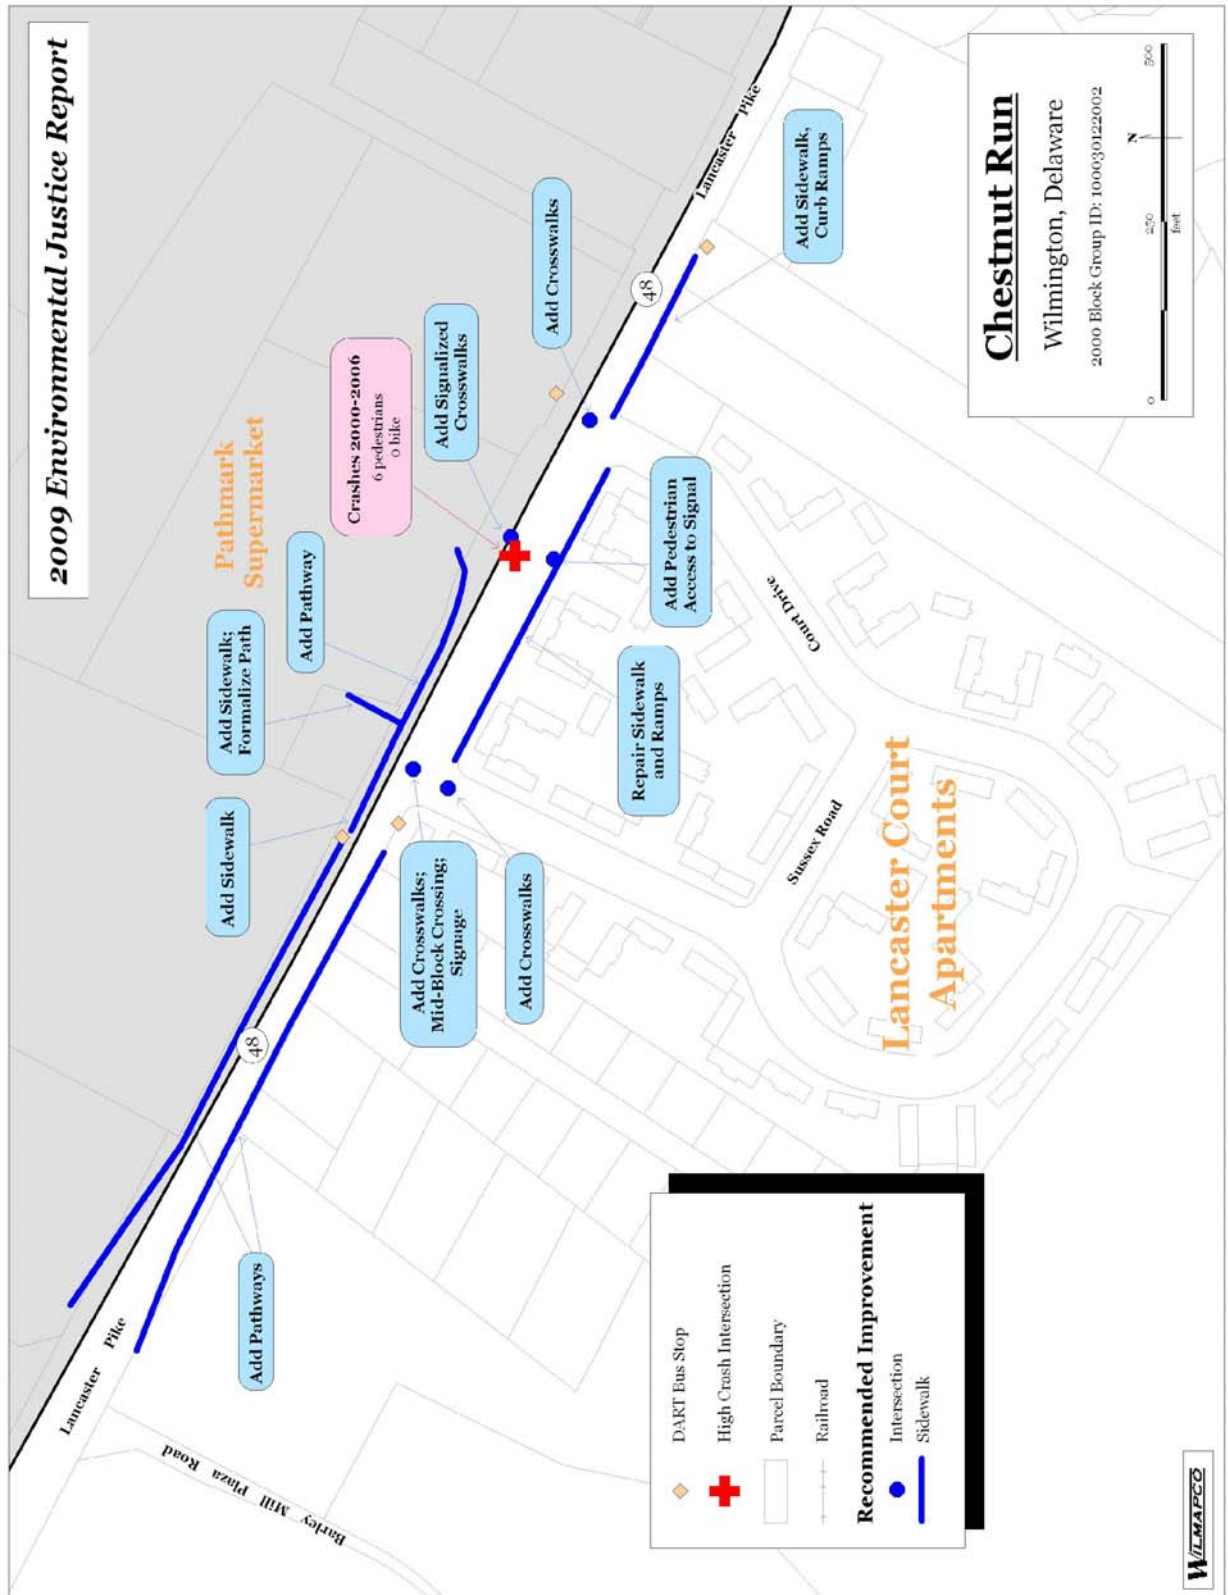 2009 Environmental Justice Report
Pathmark
Supermarket
Crashes 2000-2006
6 pedestrians
0 bike
Add Signalized
Crosswalks
Add Crosswalks
Add Pathway
Add Sidewalk;
Formalize Path
Add Sidewalk
48
Lancaster Pike
Add Sidewalk,
Curb Ramps
Add Pedestrian
Access to Signal
Repair Sidewalk
and Ramps
Add Crosswalks;
Mid-Block Crossing;
Signage
Add Crosswalks
48
Add Pathways
Lancaster Pike
Barley Mill Plaza Road
Court Drive
Sussex Road
Lancaster Court
Apartments
DART Bus Stop
High Crash Intersection
Parcel Boundary
Railroad
Recommended Improvement
Intersection
Sidewalk
Chestnut Run
Wilmington, Delaware
2000 Block Group ID: 100030122002
N
0 250 500
feet
WILMAPCO